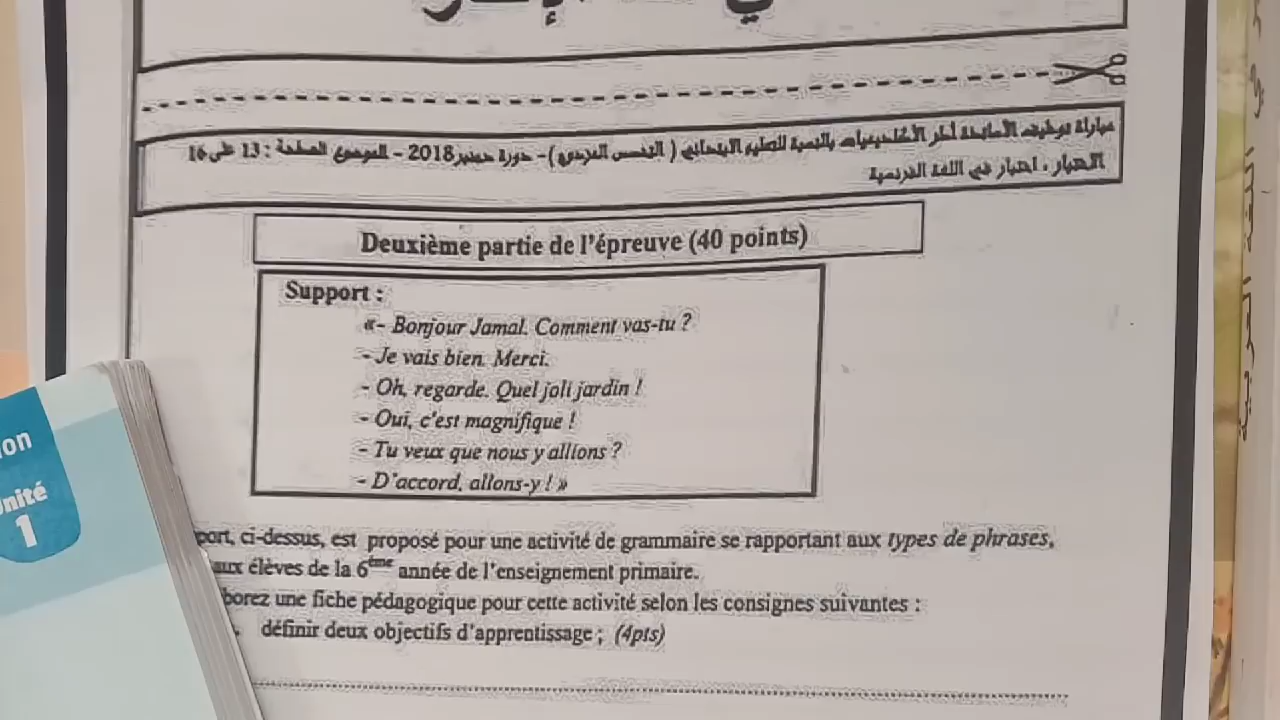 مباراة توظيف الأساتذة أطر الأكاديميات بالنسبة للتعليم الابتدائي ( التخصص المزدوج )- دورة دجنبر 2018 - الموضوع الصفحة : 13 على 16
الاختبار : اختبار في اللغة الفرنسية
Deuxième partie de l'épreuve (40 points)
Support :
«- Bonjour Jamal. Comment vas-tu ?
- Je vais bien. Merci.
- Oh, regarde. Quel joli jardin !
- Oui, c'est magnifique !
- Tu veux que nous y alllons ?
- D'accord, allons-y ! »
port, ci-dessus, est proposé pour une activité de grammaire se rapportant aux types de phrases,
aux élèves de la 6ème année de l'enseignement primaire.
borez une fiche pédagogique pour cette activité selon les consignes suivantes :
définir deux objectifs d'apprentissage ; (4pts)
on
nité
1